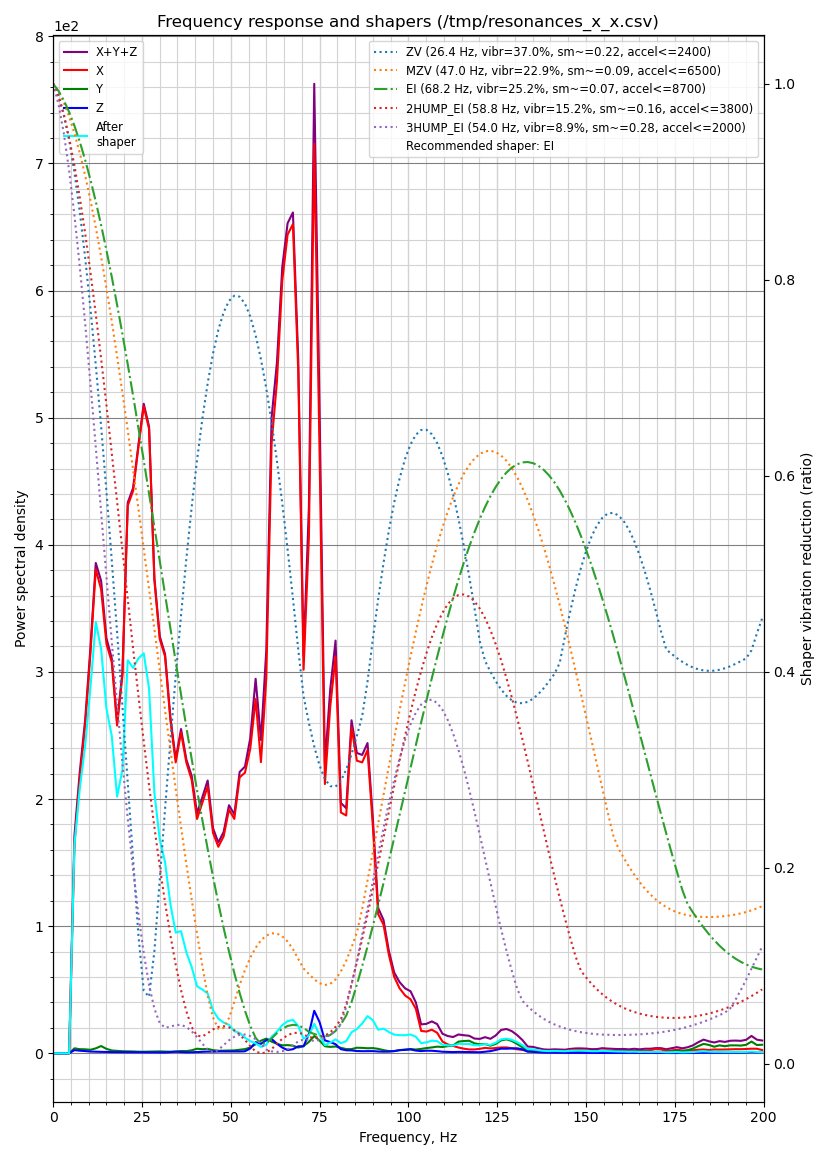 Frequency response and shapers (/tmp/resonances_x_x.csv)
1e2
X+Y+Z
X
Y
Z
After
shaper
ZV (26.4 Hz, vibr=37.0%, sm~=0.22, accel<=2400)
MZV (47.0 Hz, vibr=22.9%, sm~=0.09, accel<=6500)
EI (68.2 Hz, vibr=25.2%, sm~=0.07, accel<=8700)
2HUMP_EI (58.8 Hz, vibr=15.2%, sm~=0.16, accel<=3800)
3HUMP_EI (54.0 Hz, vibr=8.9%, sm~=0.28, accel<=2000)
Recommended shaper: EI
8
7
6
5
4
3
2
1
0
Power spectral density
1.0
0.8
0.6
0.4
0.2
0.0
Shaper vibration reduction (ratio)
0 25 50 75 100 125 150 175 200
Frequency, Hz